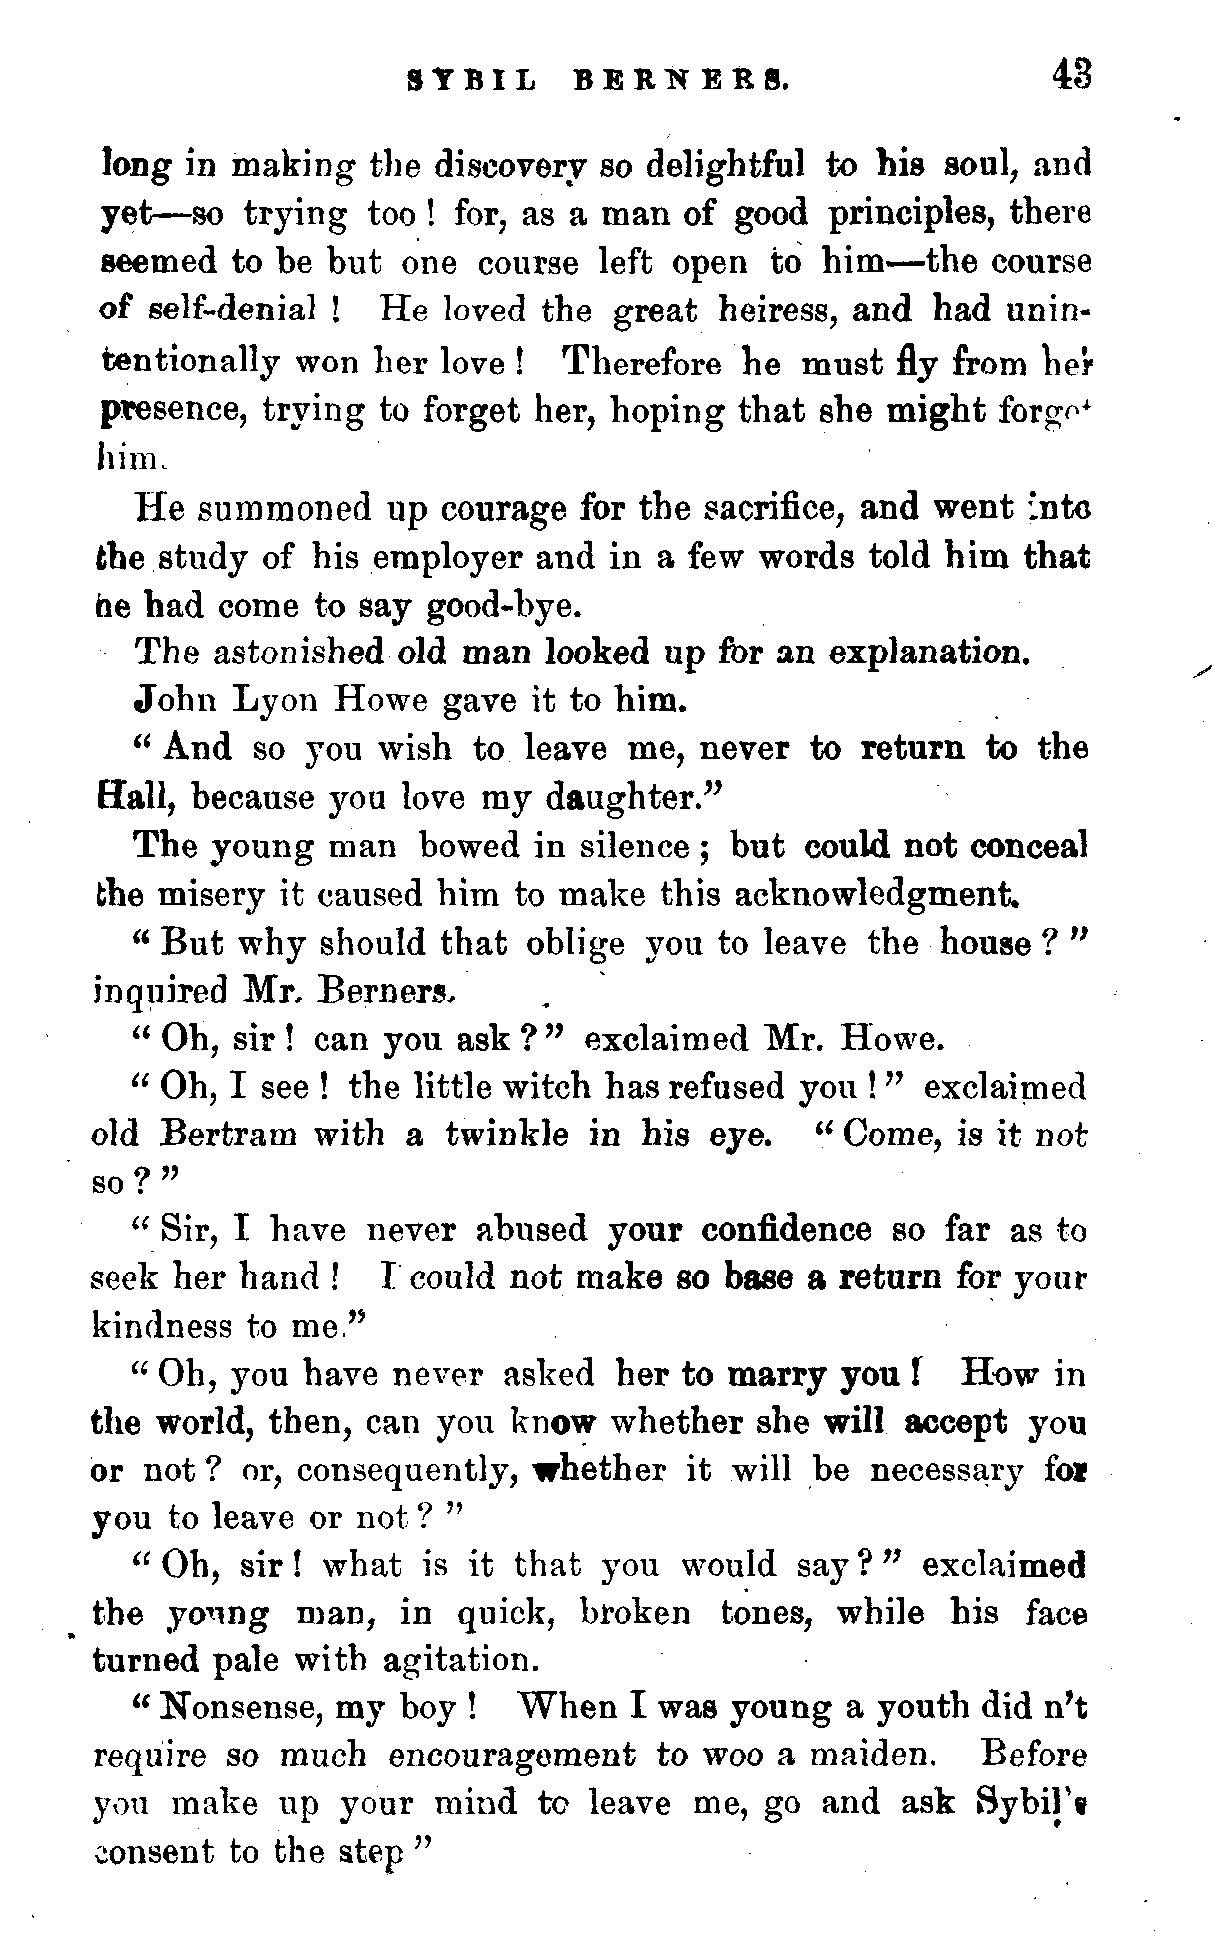 SYBIL BERNERS. 43
long in making the discovery so delightful to his soul, and
yet—so trying too! for, as a man of good principles, there
seemed to be but one course left open to him—the course
of self-denial! He loved the great heiress, and had unin-
tentionally won her love! Therefore he must fly from her
presence, trying to forget her, hoping that she might forget
him.
He summoned up courage for the sacrifice, and went into
the study of his employer and in a few words told him that
he had come to say good-bye.
The astonished old man looked up for an explanation.
John Lyon Howe gave it to him.
“And so you wish to leave me, never to return to the
Hall, because you love my daughter.”
The young man bowed in silence; but could not conceal
the misery it caused him to make this acknowledgment.
“But why should that oblige you to leave the house?”
inquired Mr. Berners.
“Oh, sir! can you ask?” exclaimed Mr. Howe.
“Oh, I see! the little witch has refused you!” exclaimed
old Bertram with a twinkle in his eye. “Come, is it not
so?”
“Sir, I have never abused your confidence so far as to
seek her hand! I could not make so base a return for your
kindness to me.”
“Oh, you have never asked her to marry you! How in
the world, then, can you know whether she will accept you
or not? or, consequently, whether it will be necessary for
you to leave or not?”
“Oh, sir! what is it that you would say?” exclaimed
the young man, in quick, broken tones, while his face
turned pale with agitation.
“Nonsense, my boy! When I was young a youth did n't
require so much encouragement to woo a maiden. Before
you make up your mind to leave me, go and ask Sybil's
consent to the step”